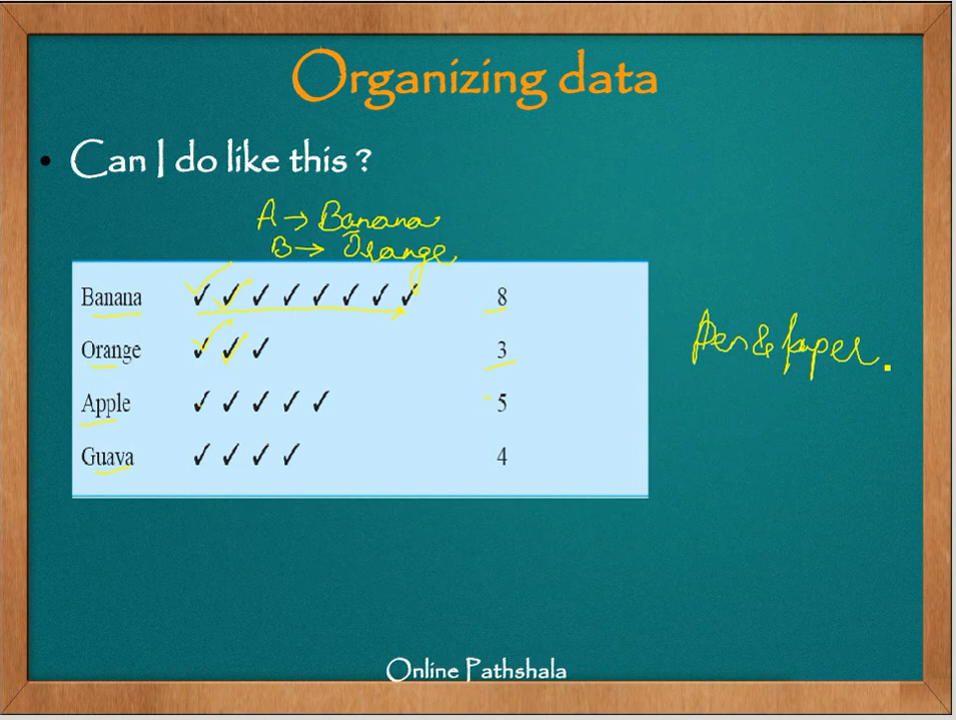 Organizing data
• Can I do like this ?
A → Banana
B → Orange
Banana ✓ ✓ ✓ ✓ ✓ ✓ ✓ ✓ 8
Orange ✓ ✓ ✓ 3
Apple ✓ ✓ ✓ ✓ ✓ 5
Guava ✓ ✓ ✓ ✓ 4
Pen & paper.
Online Pathshala